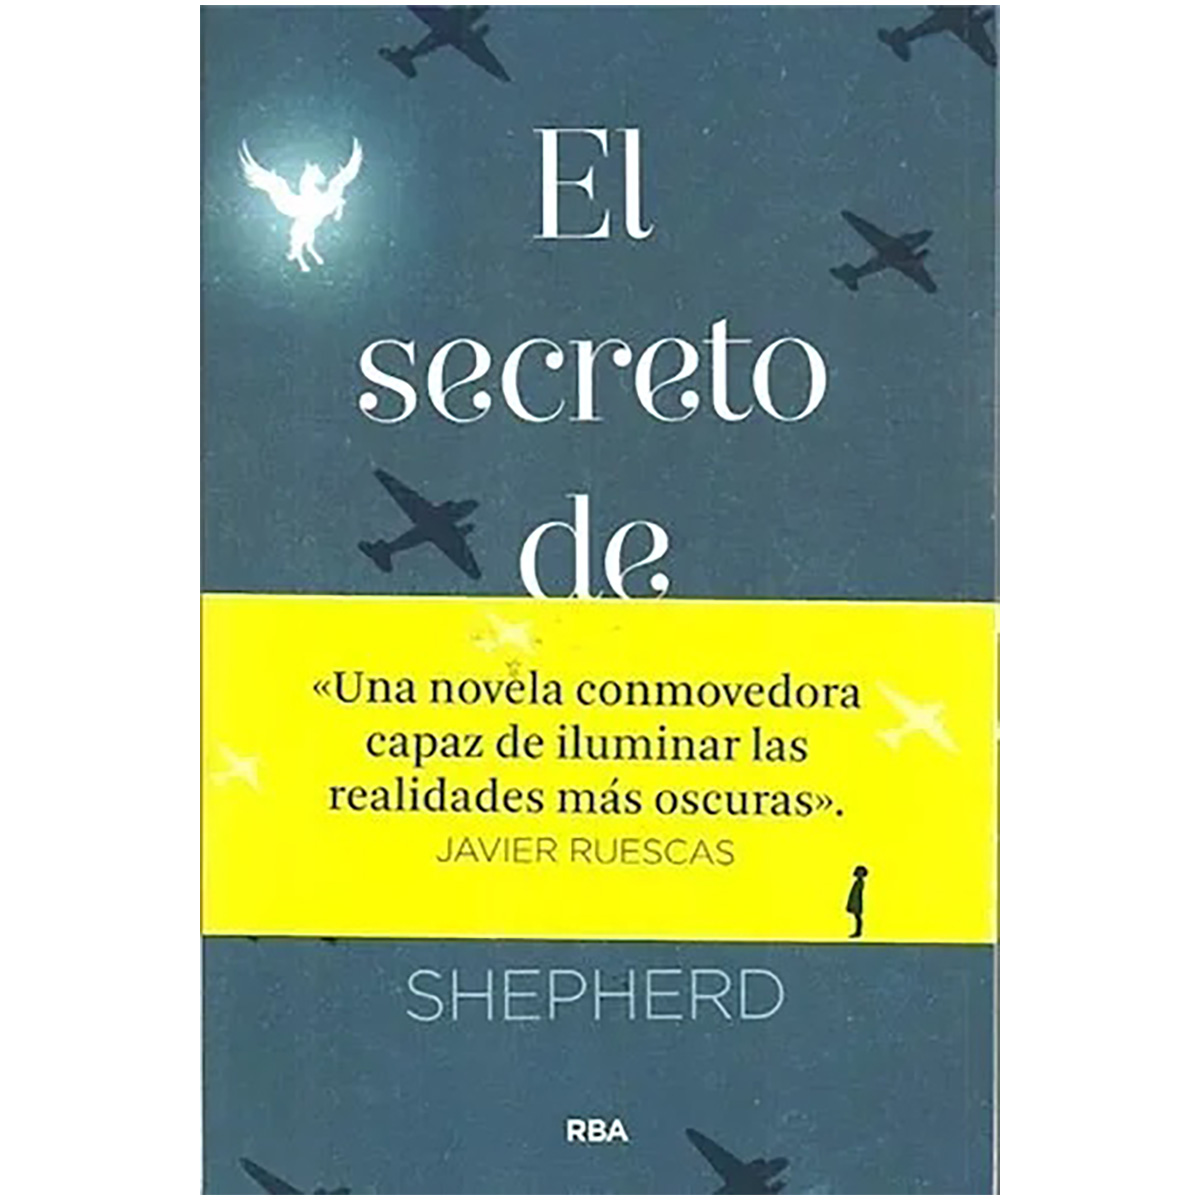 El
secreto
de
«Una novela conmovedora
capaz de iluminar las
realidades más oscuras».
JAVIER RUESCAS
SHEPHERD
RBA